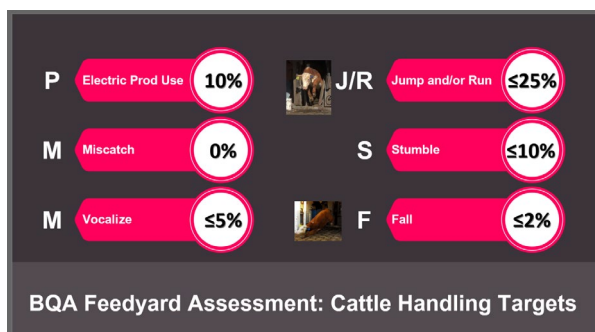 P Electric Prod Use 10%
J/R Jump and/or Run ≤25%
M Miscatch 0%
S Stumble ≤10%
M Vocalize ≤5%
F Fall ≤2%
BQA Feedyard Assessment: Cattle Handling Targets